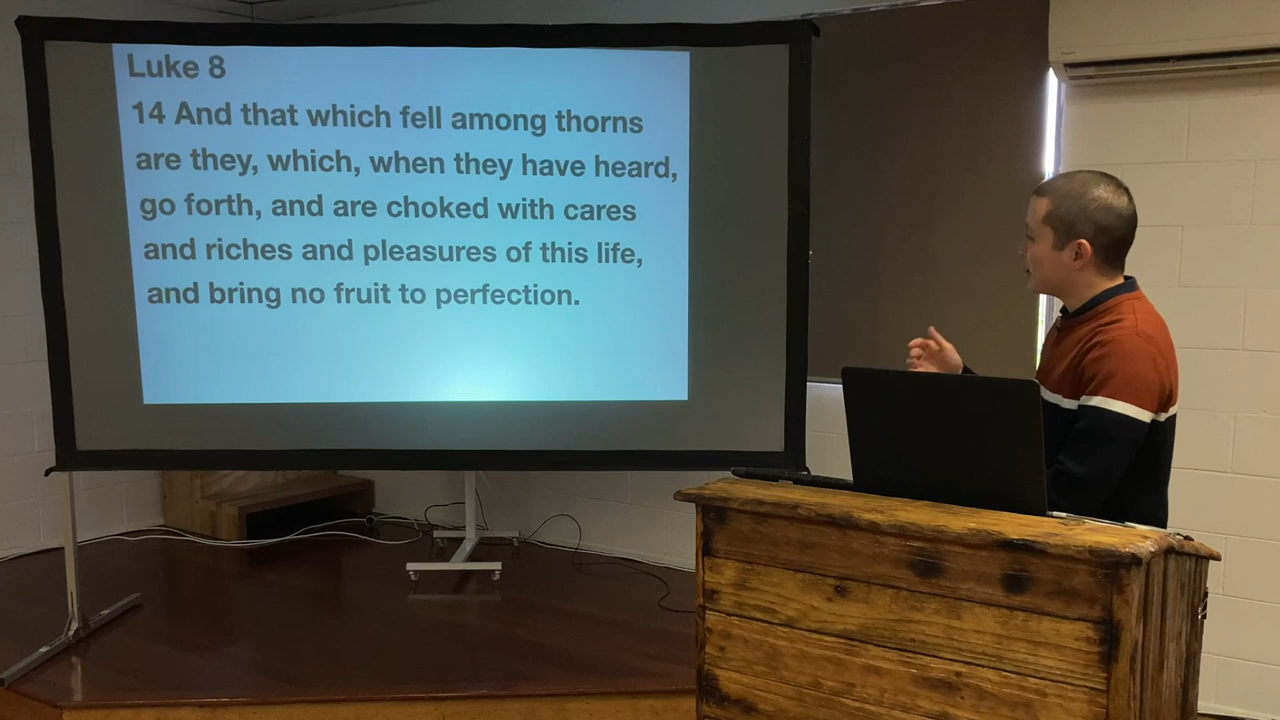 Luke 8
14 And that which fell among thorns
are they, which, when they have heard,
go forth, and are choked with cares
and riches and pleasures of this life,
and bring no fruit to perfection.